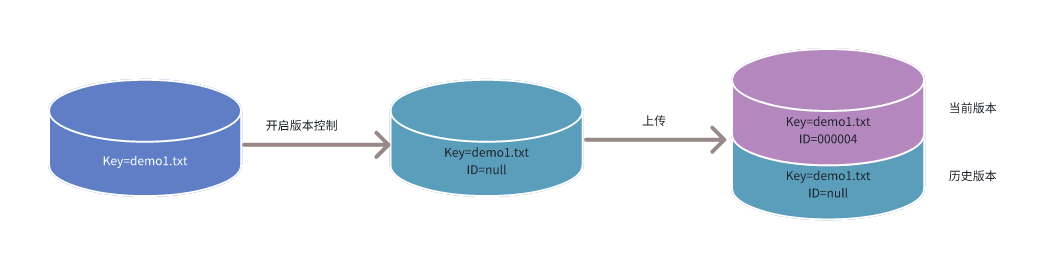 Key=demo1.txt
开启版本控制
Key=demo1.txt
ID=null
上传
Key=demo1.txt
ID=000004
当前版本
Key=demo1.txt
ID=null
历史版本